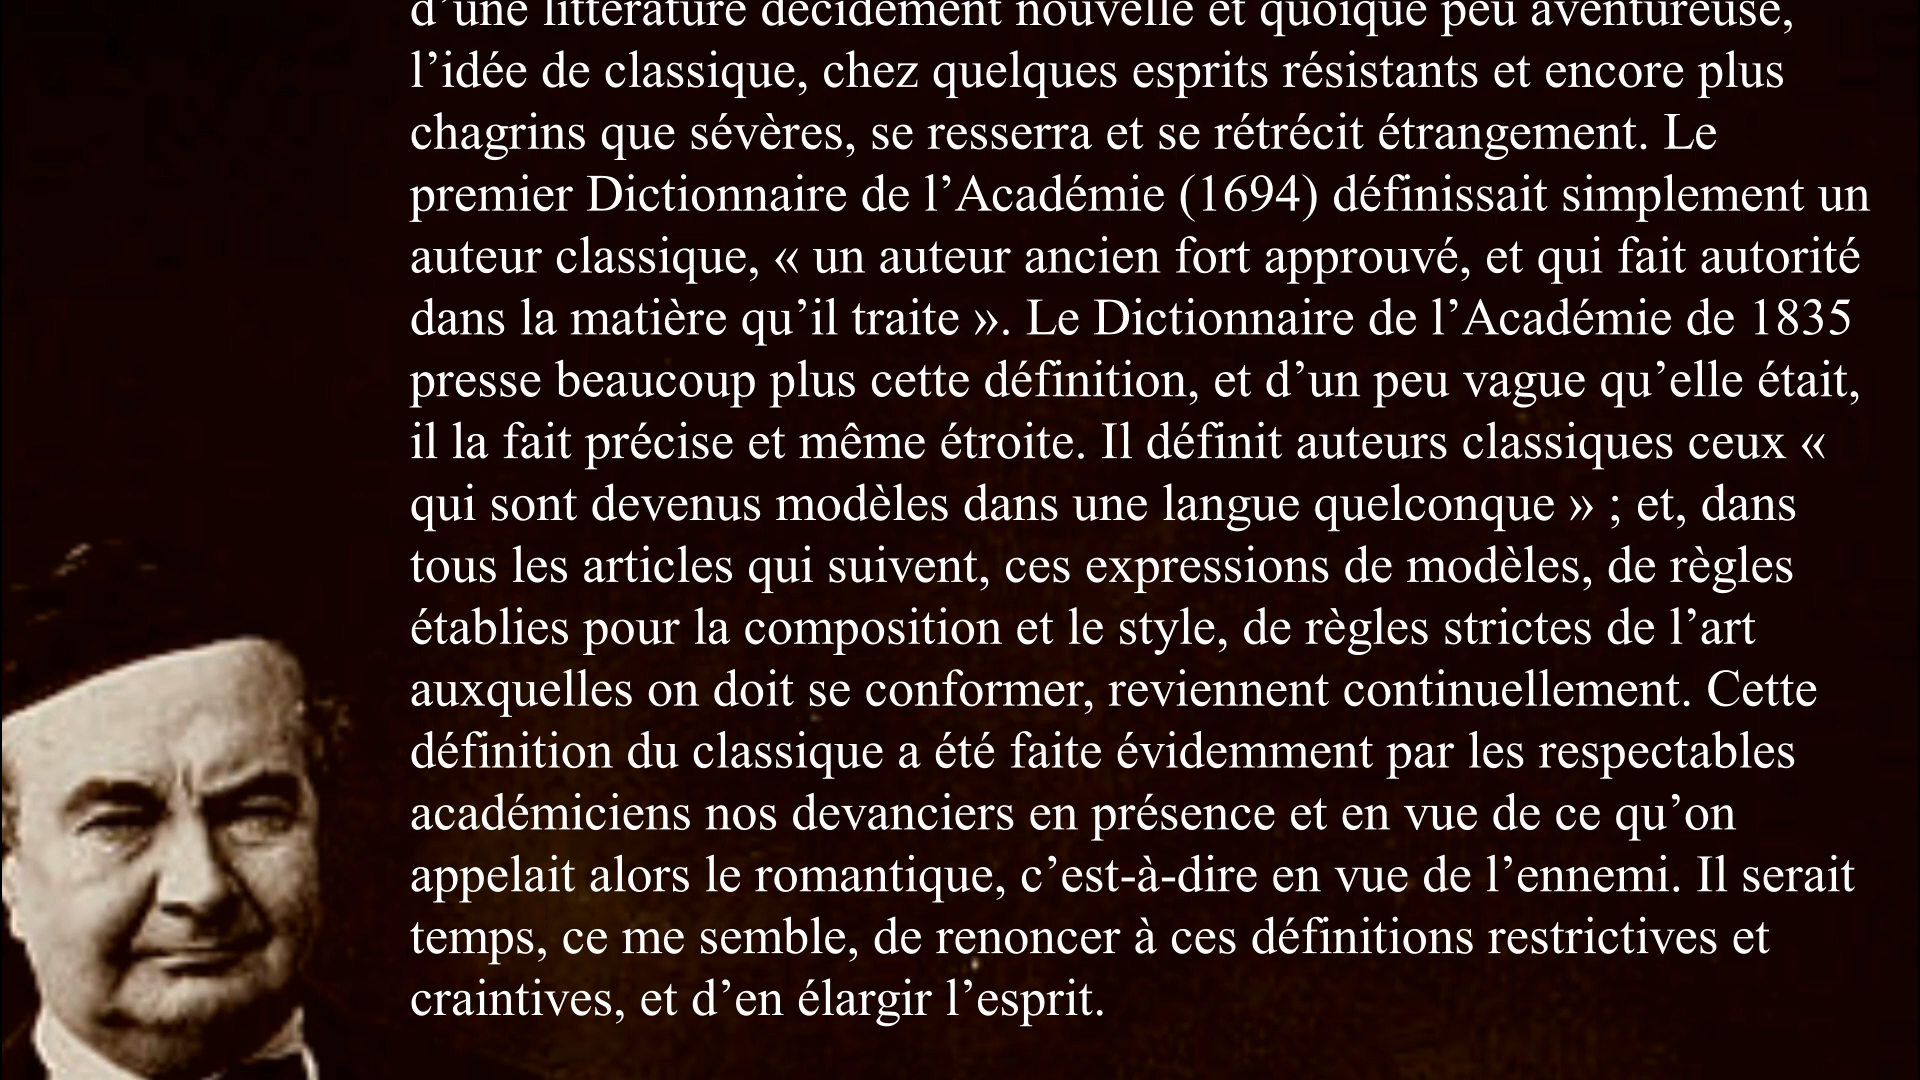 d’une littérature décidément nouvelle et quoique peu aventureuse,
l’idée de classique, chez quelques esprits résistants et encore plus
chagrins que sévères, se resserra et se rétrécit étrangement. Le
premier Dictionnaire de l’Académie (1694) définissait simplement un
auteur classique, « un auteur ancien fort approuvé, et qui fait autorité
dans la matière qu’il traite ». Le Dictionnaire de l’Académie de 1835
presse beaucoup plus cette définition, et d’un peu vague qu’elle était,
il la fait précise et même étroite. Il définit auteurs classiques ceux «
qui sont devenus modèles dans une langue quelconque » ; et, dans
tous les articles qui suivent, ces expressions de modèles, de règles
établies pour la composition et le style, de règles strictes de l’art
auxquelles on doit se conformer, reviennent continuellement. Cette
définition du classique a été faite évidemment par les respectables
académiciens nos devanciers en présence et en vue de ce qu’on
appelait alors le romantique, c’est-à-dire en vue de l’ennemi. Il serait
temps, ce me semble, de renoncer à ces définitions restrictives et
craintives, et d’en élargir l’esprit.